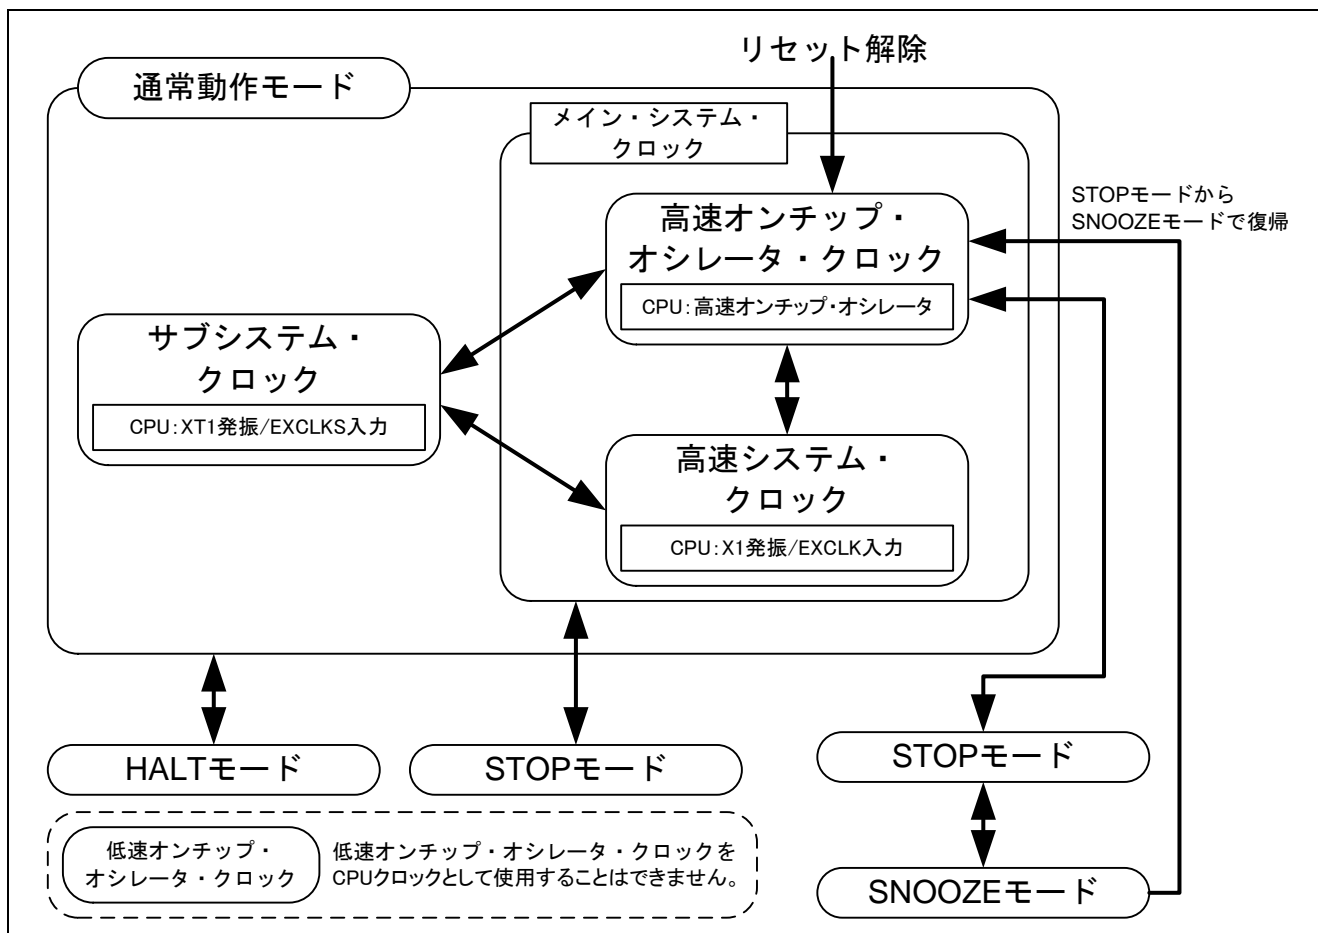 リセット解除
通常動作モード
メイン・システム・
クロック
STOPモードから
SNOOZEモードで復帰
高速オンチップ・
オシレータ・クロック
CPU:高速オンチップ・オシレータ
サブシステム・
クロック
CPU:XT1発振/EXCLKS入力
高速システム・
クロック
CPU:X1発振/EXCLK入力
HALTモード
STOPモード
STOPモード
低速オンチップ・
オシレータ・クロック
低速オンチップ・オシレータ・クロックを
CPUクロックとして使用することはできません。
SNOOZEモード